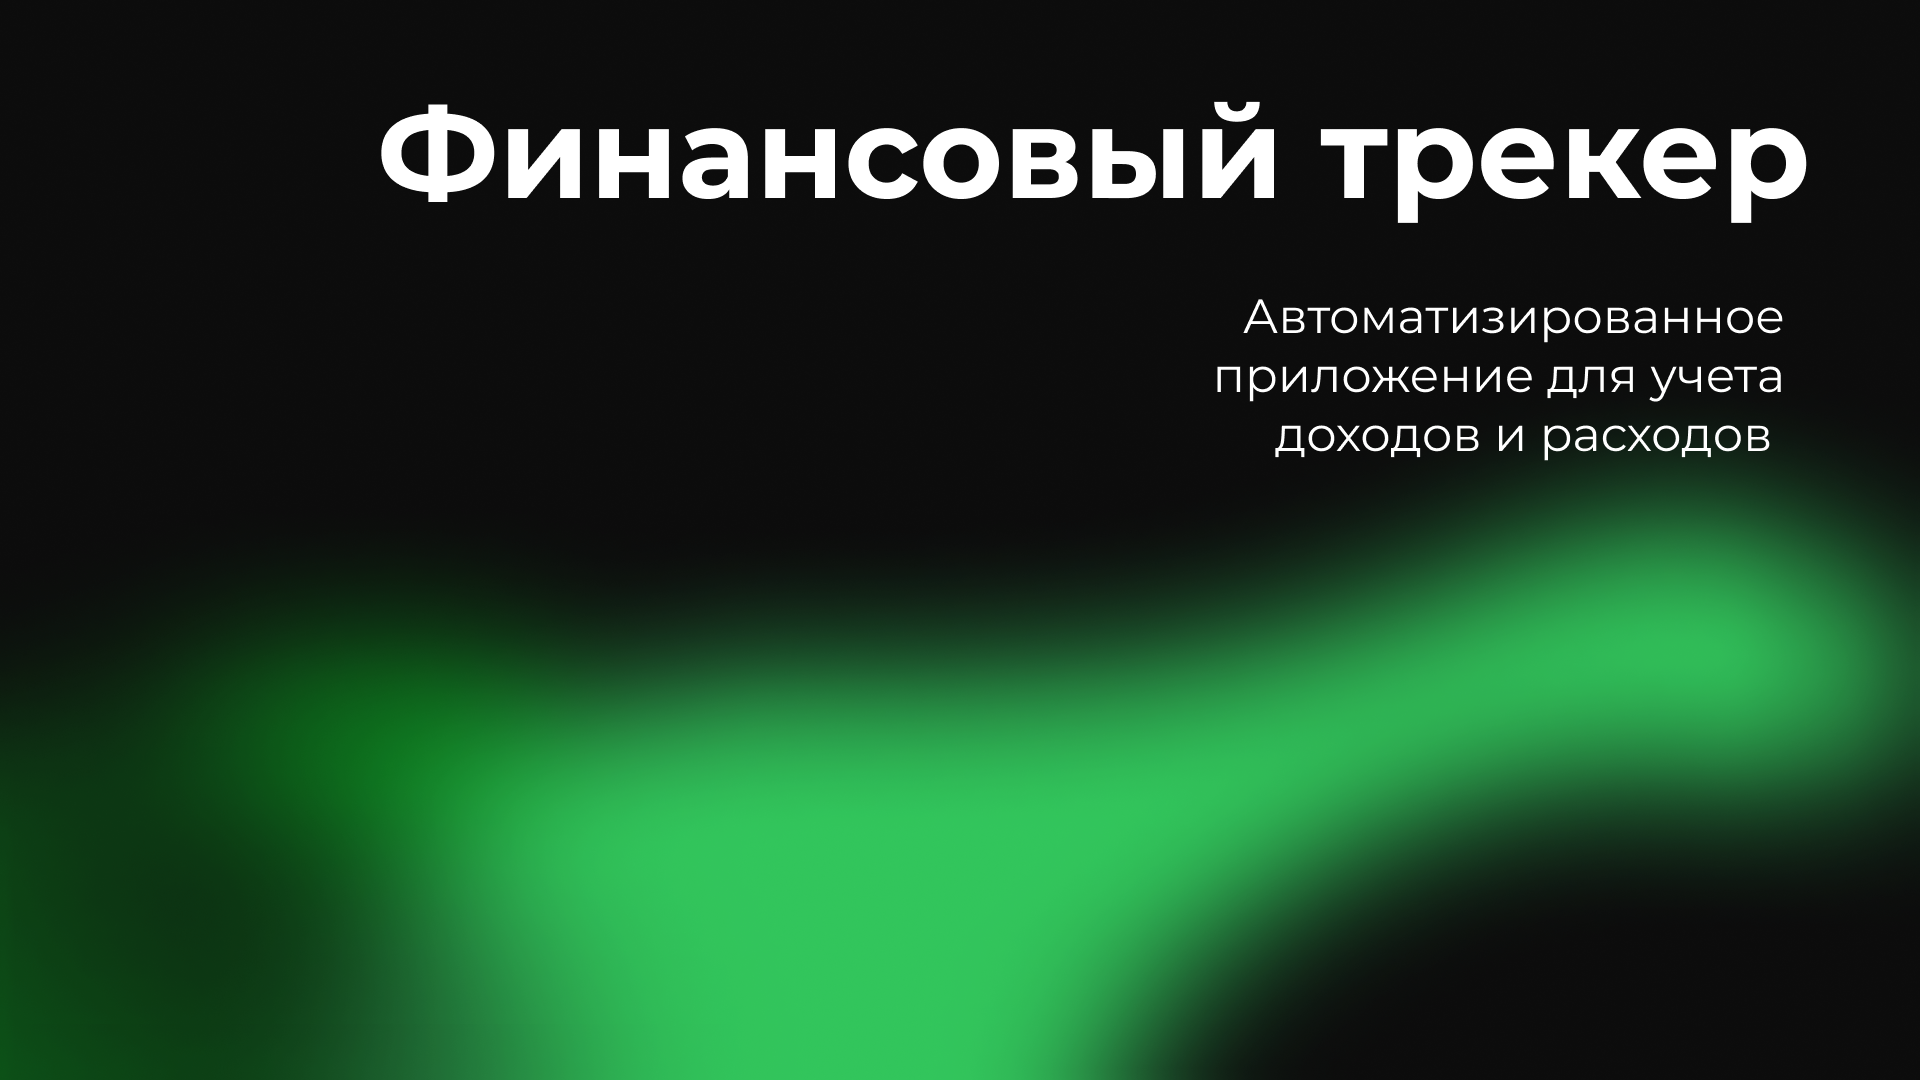 Финансовый трекер
Автоматизированное
приложение для учета
доходов и расходов